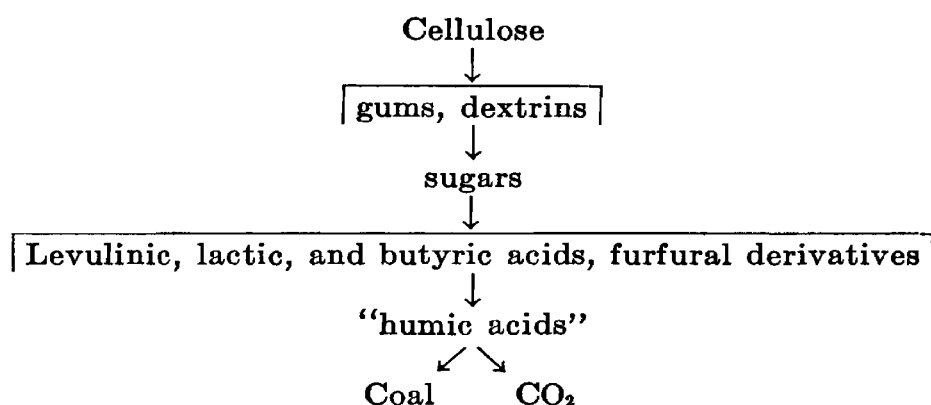 Cellulose
gums, dextrins
sugars
Levulinic, lactic, and butyric acids, furfural derivatives
“humic acids”
Coal CO₂